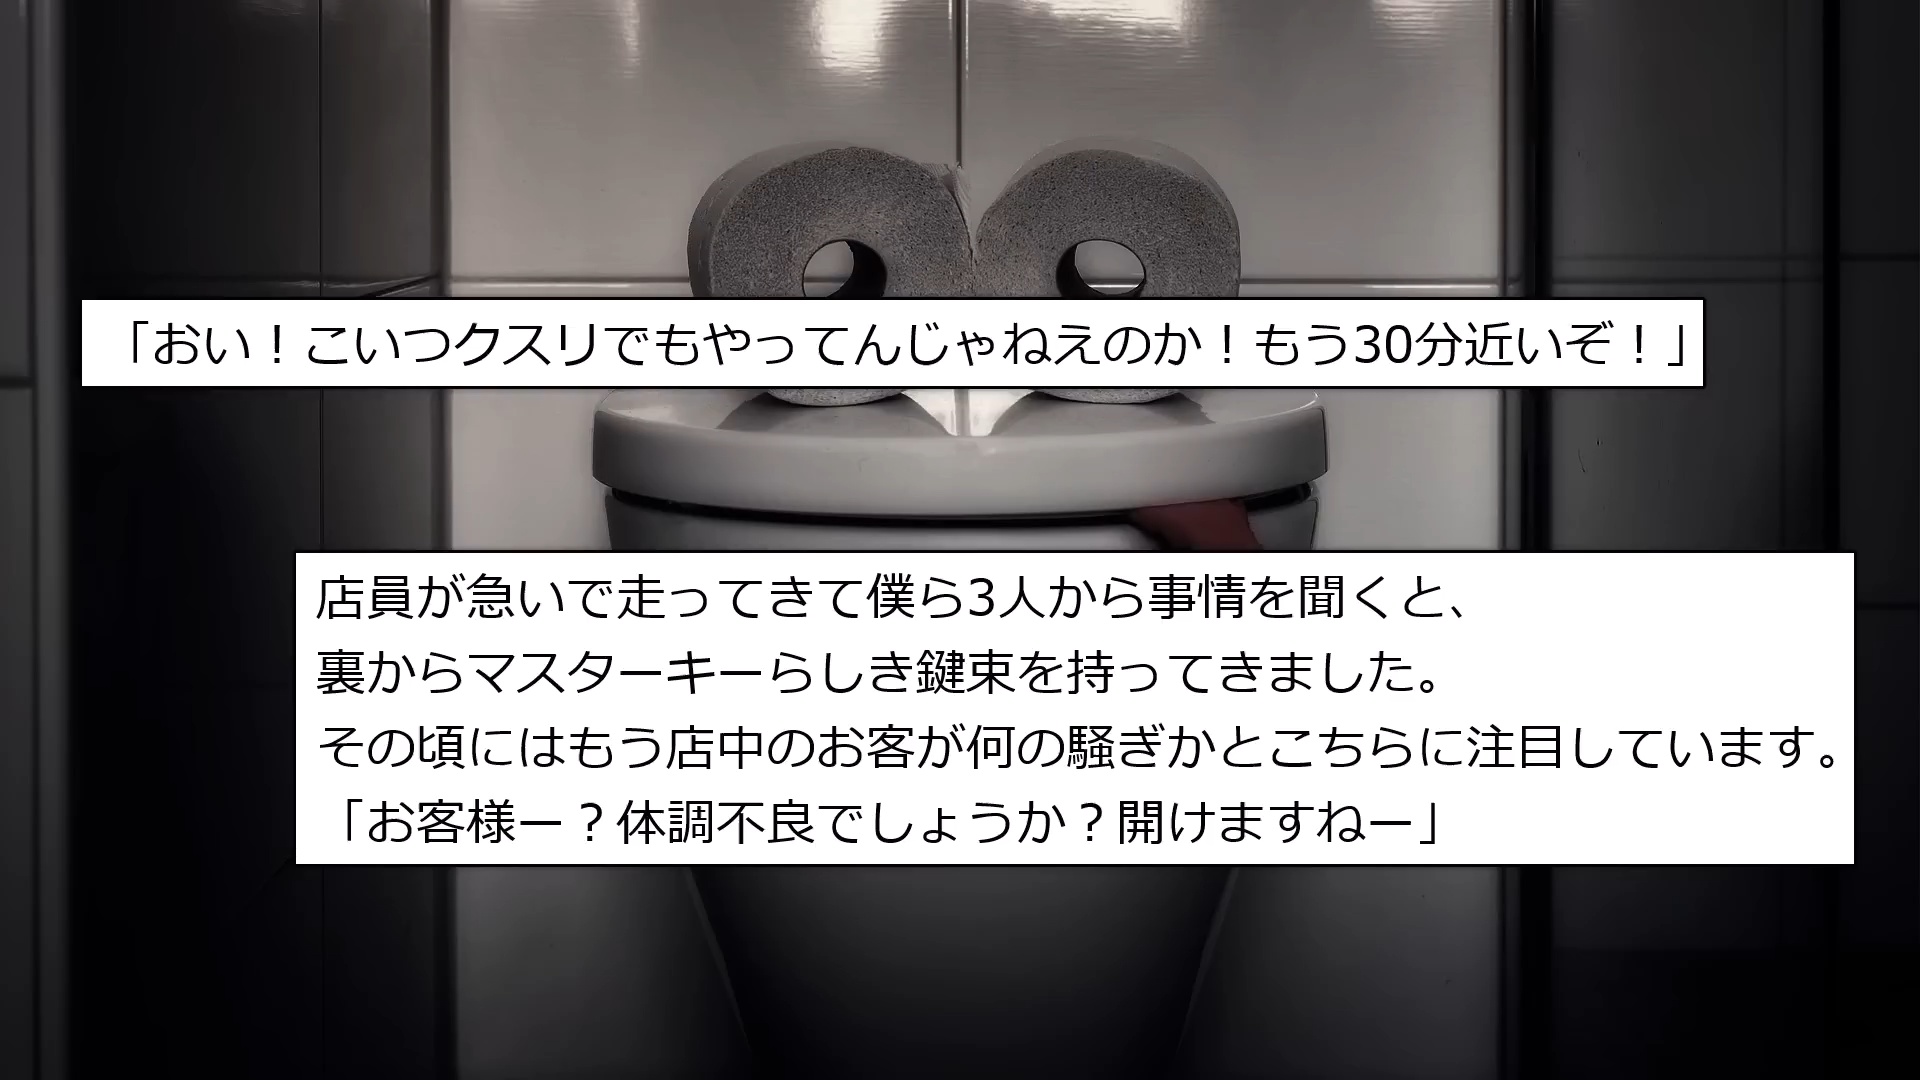 「おい！こいつクスリでもやってんじゃねえのか！もう30分近いぞ！」
店員が急いで走ってきて僕ら3人から事情を聞くと、
裏からマスターキーらしき鍵束を持ってきました。
その頃にはもう店中のお客が何の騒ぎかとこちらに注目しています。
「お客様ー？体調不良でしょうか？開けますねー」